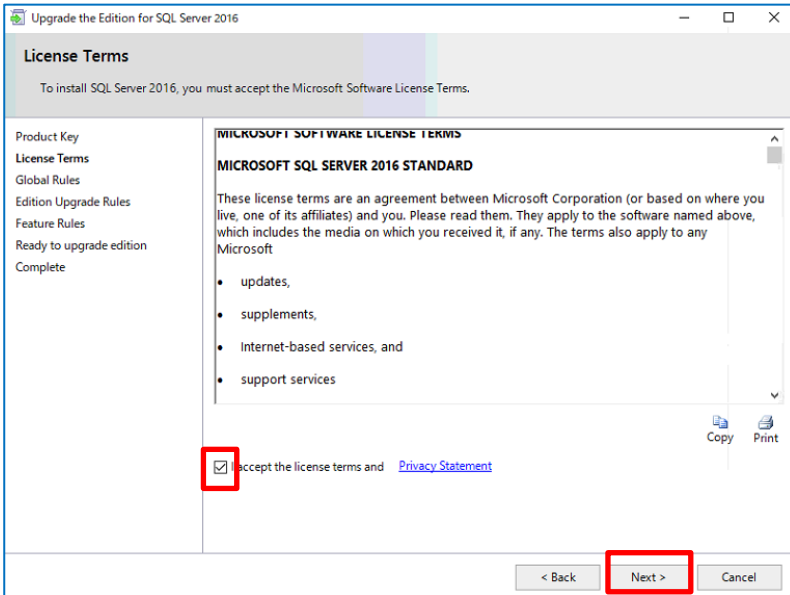 Upgrade the Edition for SQL Server 2016
License Terms
To install SQL Server 2016, you must accept the Microsoft Software License Terms.
Product Key
License Terms
Global Rules
Edition Upgrade Rules
Feature Rules
Ready to upgrade edition
Complete
MICROSOFT SOFTWARE LICENSE TERMS
MICROSOFT SQL SERVER 2016 STANDARD
These license terms are an agreement between Microsoft Corporation (or based on where you
live, one of its affiliates) and you. Please read them. They apply to the software named above,
which includes the media on which you received it, if any. The terms also apply to any
Microsoft
• updates,
• supplements,
• Internet-based services, and
• support services
Copy Print
I accept the license terms and Privacy Statement
< Back Next > Cancel